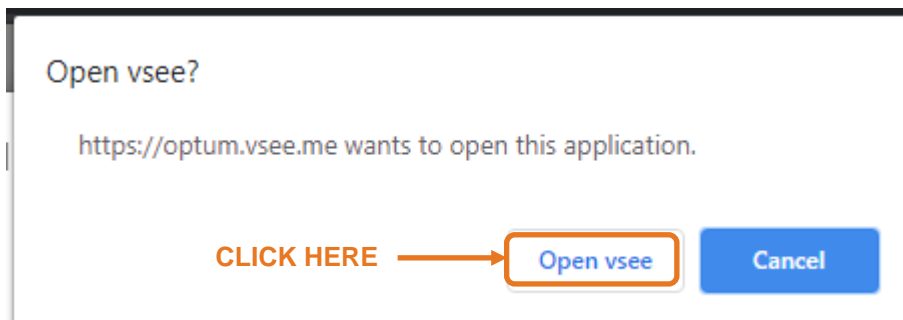 Open vsee?
https://optum.vsee.me wants to open this application.
CLICK HERE Open vsee Cancel